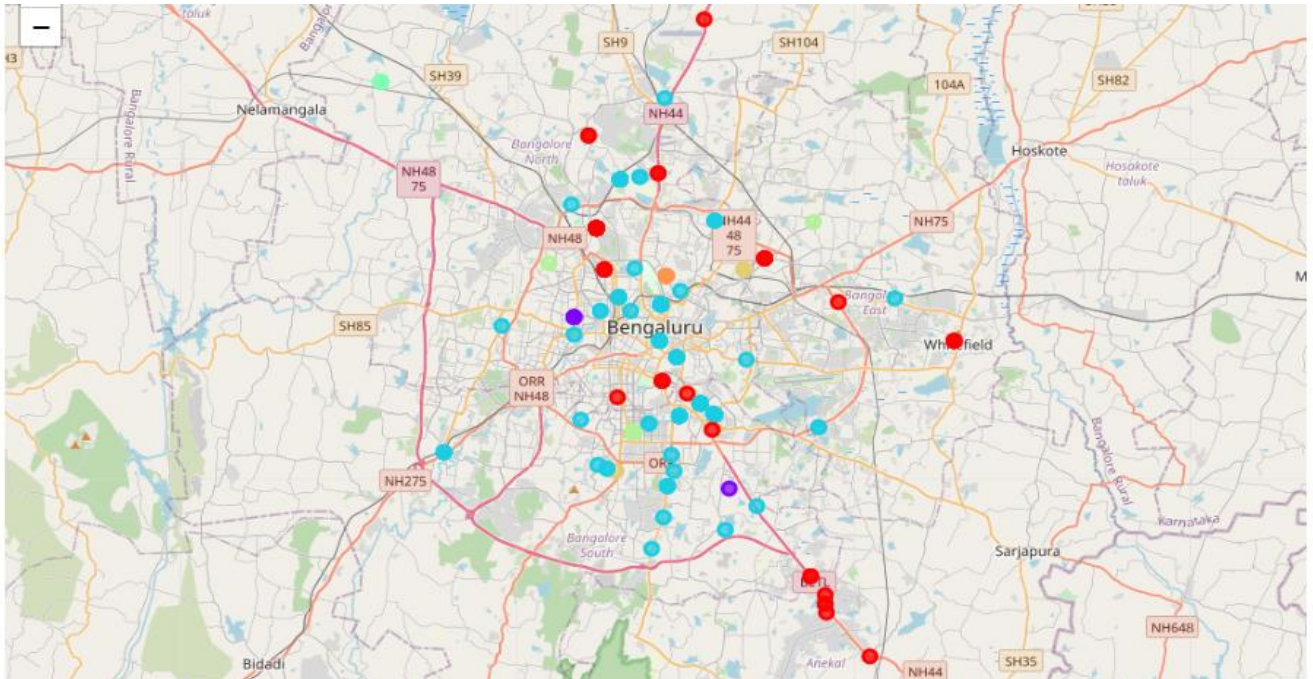 −
taluk
SH9
SH104
SH39
SH82
104A
Nelamangala
NH44
Bangalore Rural
Bangalore
North
Hoskote
Hosakote
taluk
NH48
75
NH75
48
75
NH48
Bangalore
East
SH85
Bengaluru
Whitefield
ORR
NH48
NH275
Bangalore Rural
Karnataka
Bangalore
South
Sarjapura
NH648
Bidadi
Anekal
NH44
SH35